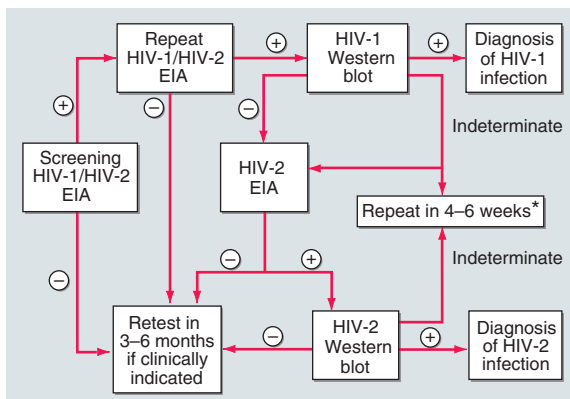 Repeat
HIV-1/HIV-2
EIA
+
HIV-1
Western
blot
+
Diagnosis
of HIV-1
infection
+
−
−
Indeterminate
Screening
HIV-1/HIV-2
EIA
HIV-2
EIA
Repeat in 4–6 weeks*
−
−
+
Indeterminate
Retest in
3–6 months
if clinically
indicated
−
HIV-2
Western
blot
+
Diagnosis
of HIV-2
infection